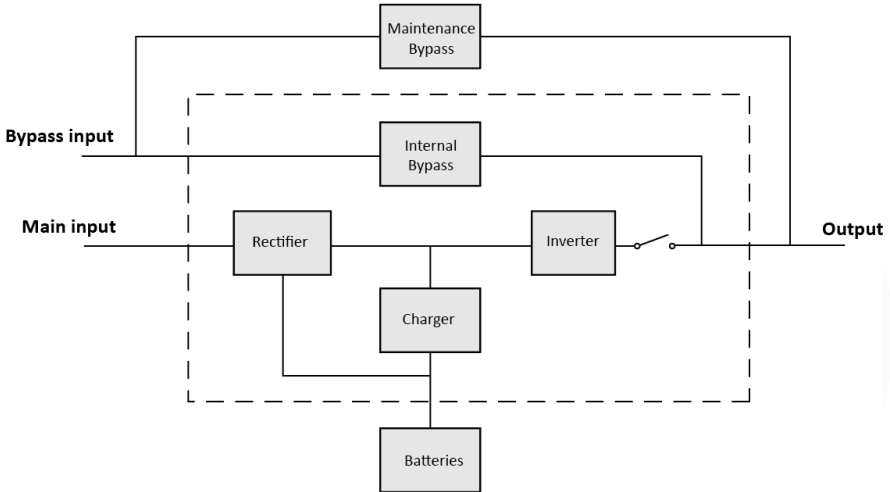 Maintenance
Bypass
Bypass input
Internal
Bypass
Main input
Rectifier
Inverter
Output
Charger
Batteries